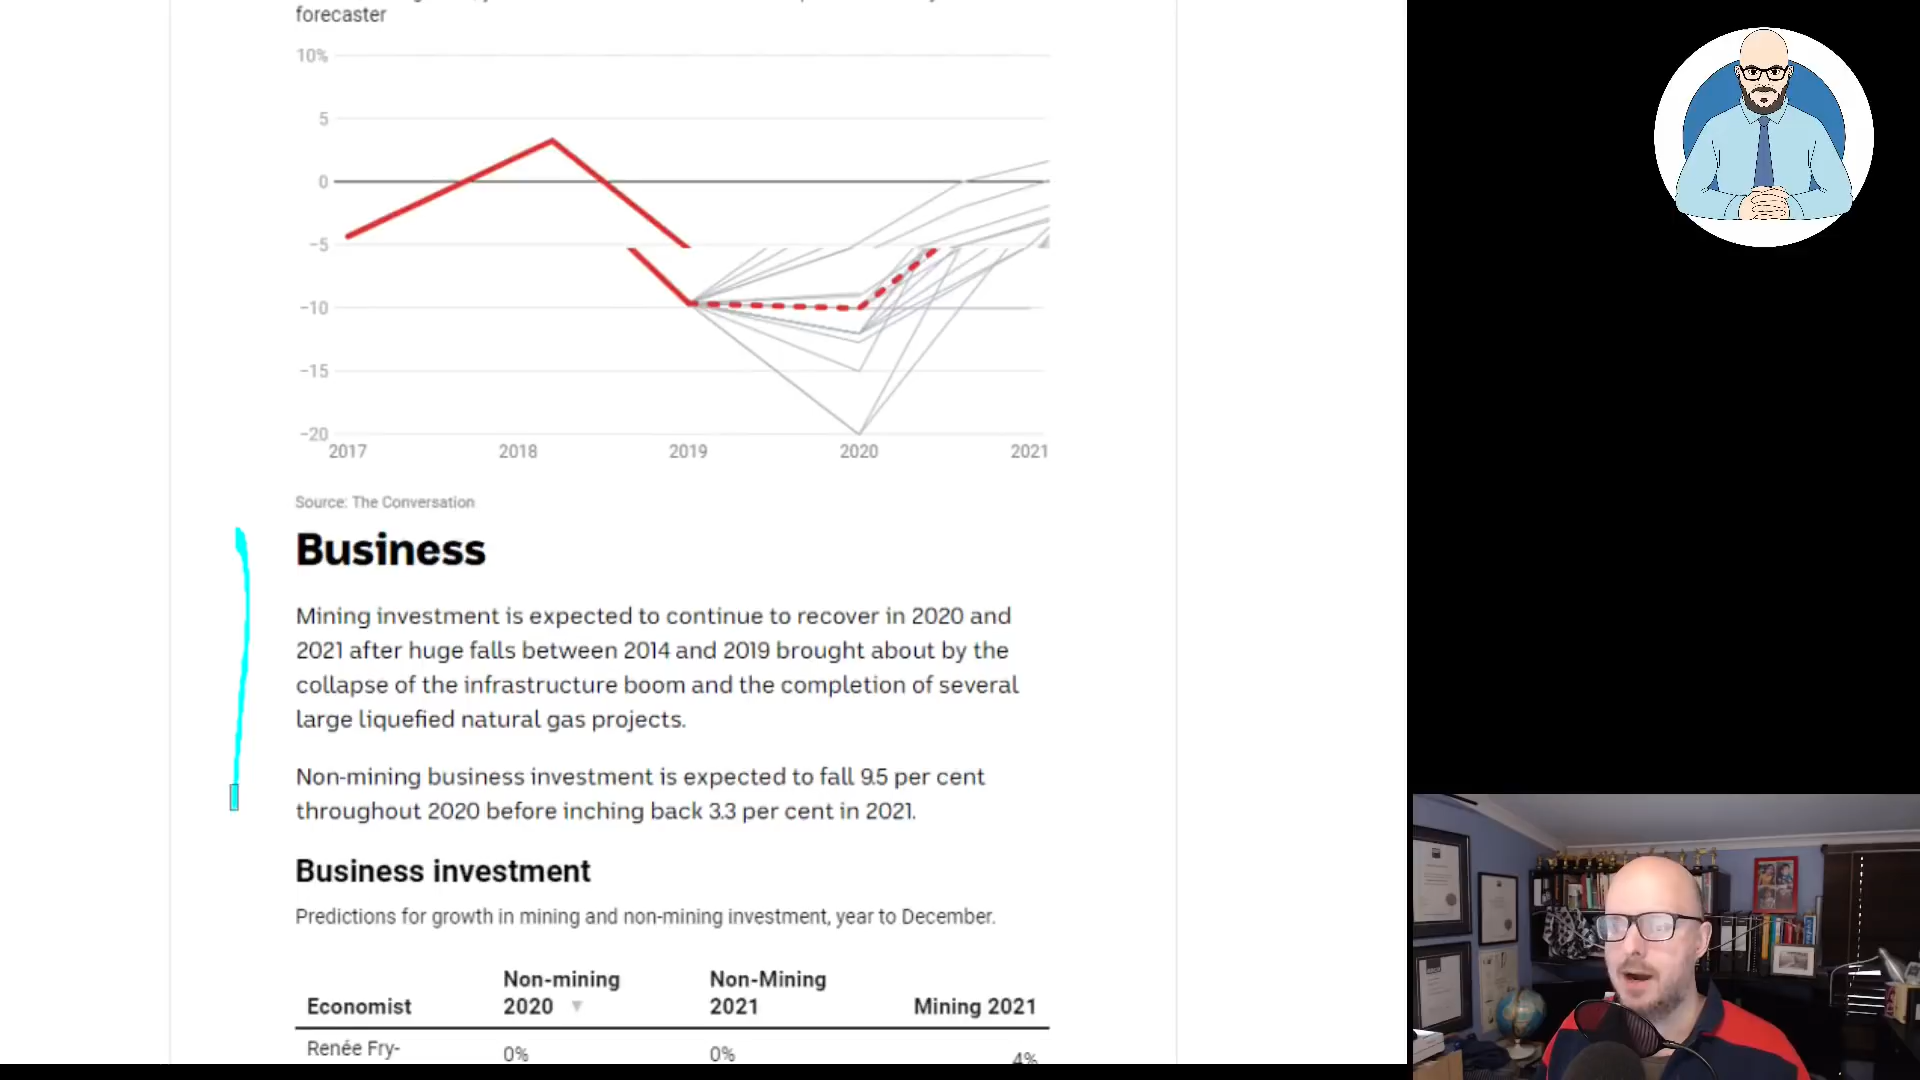 forecaster
10%
5
0
−5
−10
−15
−20
2017 2018 2019 2020 2021
Source: The Conversation
Business
Mining investment is expected to continue to recover in 2020 and
2021 after huge falls between 2014 and 2019 brought about by the
collapse of the infrastructure boom and the completion of several
large liquefied natural gas projects.
Non-mining business investment is expected to fall 9.5 per cent
throughout 2020 before inching back 3.3 per cent in 2021.
Business investment
Predictions for growth in mining and non-mining investment, year to December.
Economist Non-mining 2020 Non-Mining 2021 Mining 2021
Renée Fry- 0% 0% 4%